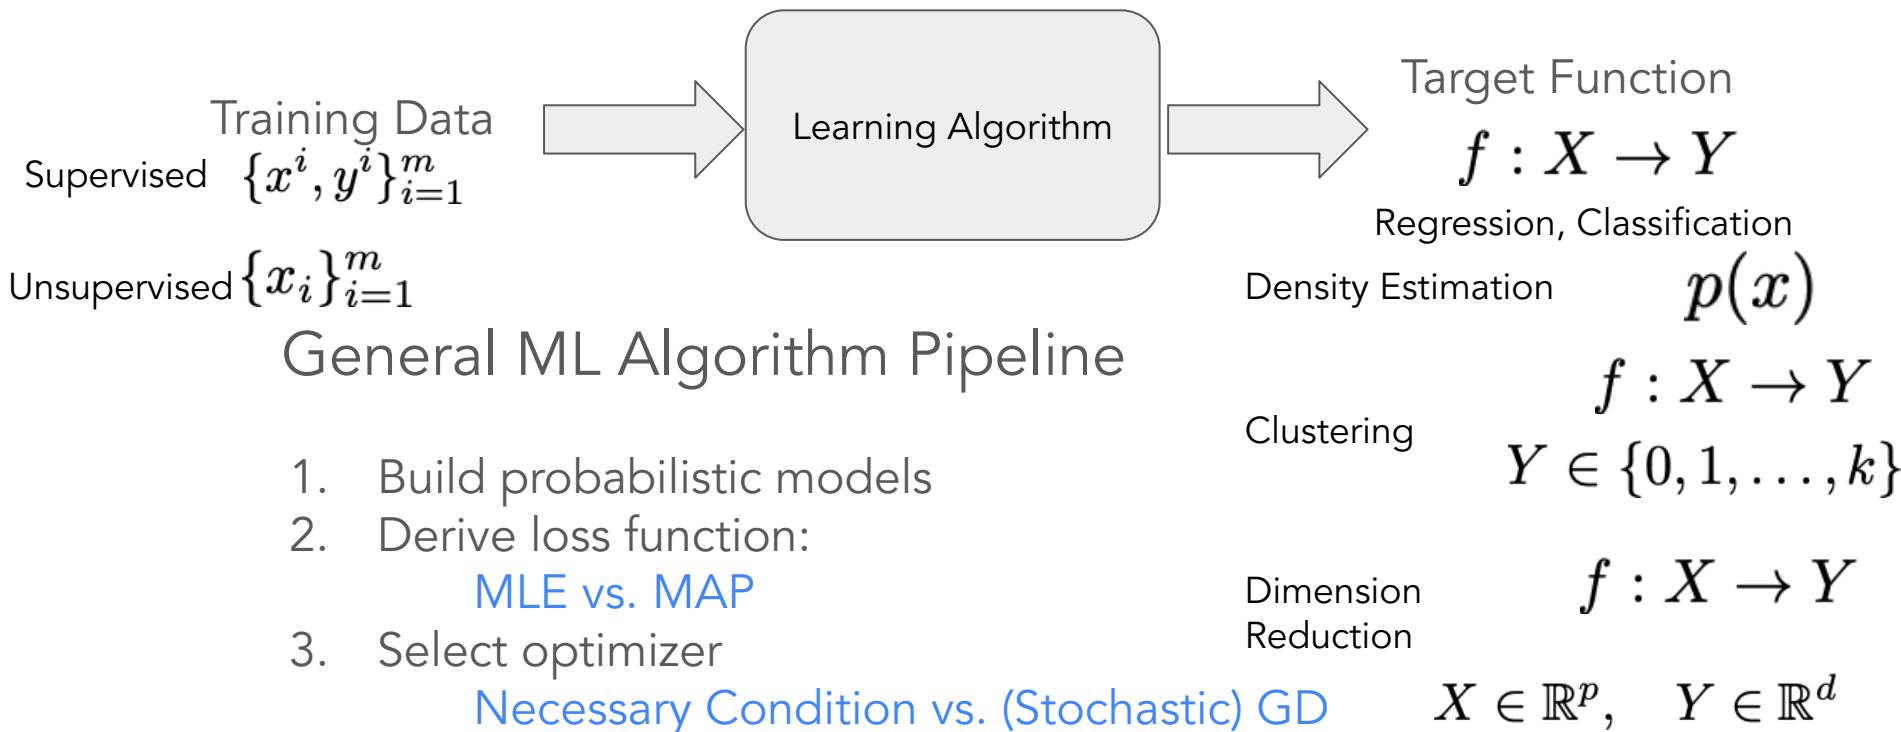 Training Data
Supervised {x^i, y^i}_{i=1}^m
Unsupervised {x_i}_{i=1}^m
Learning Algorithm
Target Function
f : X → Y
Regression, Classification
Density Estimation p(x)
Clustering
f : X → Y
Y ∈ {0, 1, . . . , k}
Dimension
Reduction
f : X → Y
X ∈ ℝ^p, Y ∈ ℝ^d
General ML Algorithm Pipeline
1. Build probabilistic models
2. Derive loss function:
MLE vs. MAP
3. Select optimizer
Necessary Condition vs. (Stochastic) GD